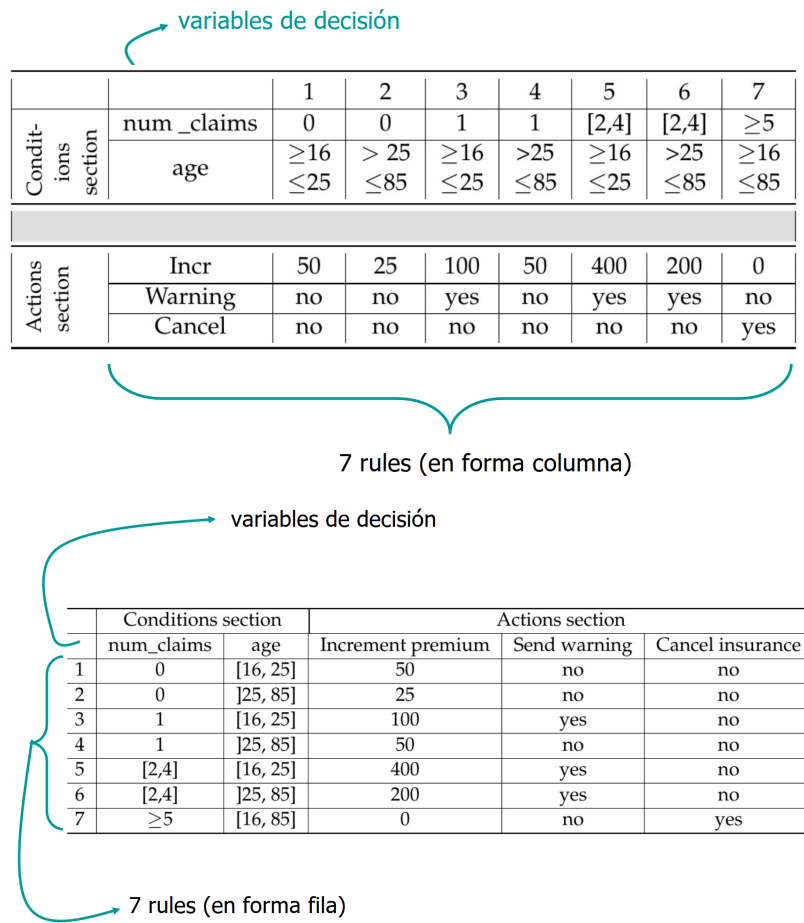 variables de decisión
1 2 3 4 5 6 7
Condit-
ions
section
num _claims 0 0 1 1 [2,4] [2,4] ≥5
age ≥16 > 25 ≥16 >25 ≥16 >25 ≥16
≤25 ≤85 ≤25 ≤85 ≤25 ≤85 ≤85
Actions
section
Incr 50 25 100 50 400 200 0
Warning no no yes no yes yes no
Cancel no no no no no no yes
7 rules (en forma columna)
variables de decisión
Conditions section Actions section
num_claims age Increment premium Send warning Cancel insurance
1 0 [16, 25] 50 no no
2 0 ]25, 85] 25 no no
3 1 [16, 25] 100 yes no
4 1 ]25, 85] 50 no no
5 [2,4] [16, 25] 400 yes no
6 [2,4] ]25, 85] 200 yes no
7 ≥5 [16, 85] 0 no yes
7 rules (en forma fila)